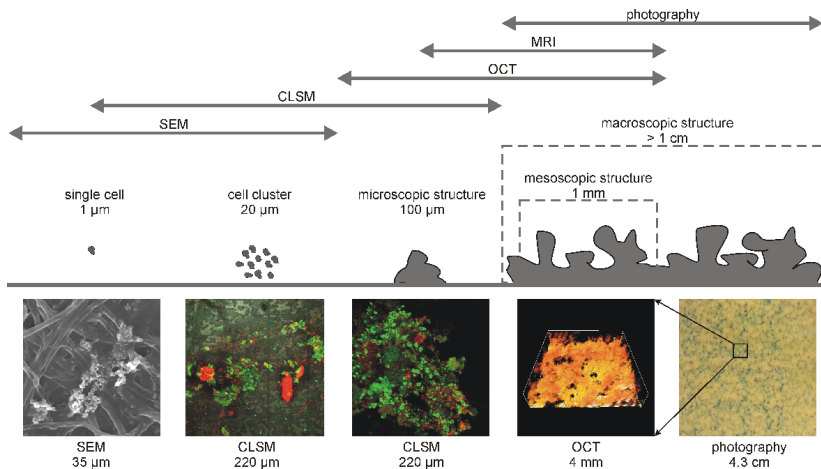 photography
MRI
OCT
CLSM
SEM
macroscopic structure
> 1 cm
mesoscopic structure
1 mm
single cell
1 µm
cell cluster
20 µm
microscopic structure
100 µm
SEM
35 µm
CLSM
220 µm
CLSM
220 µm
OCT
4 mm
photography
4.3 cm